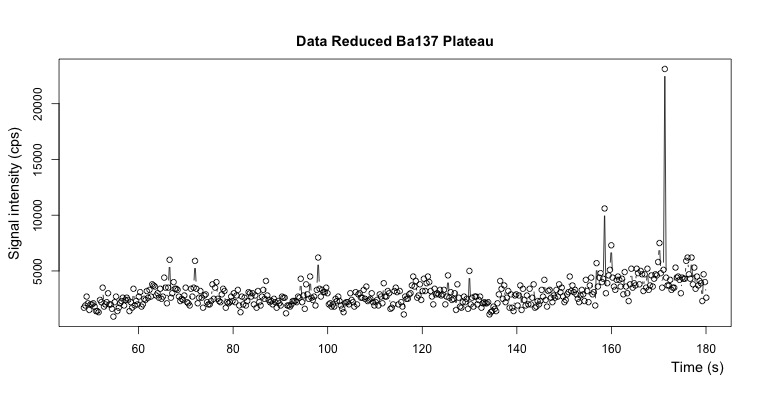 Data Reduced Ba137 Plateau
Signal intensity (cps)
20000
15000
10000
5000
60 80 100 120 140 160 180
Time (s)